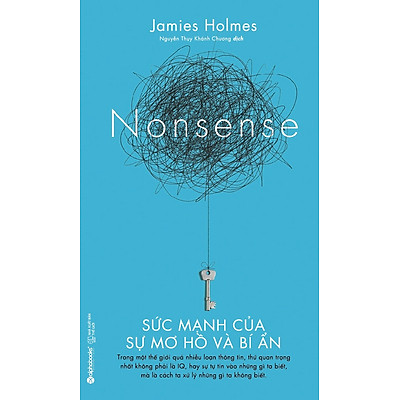 Jamies Holmes
Nguyễn Thụy Khánh Chương dịch
Nonsense
SỨC MẠNH CỦA
SỰ MƠ HỒ VÀ BÍ ẨN
Trong một thế giới quá nhiều loạn thông tin, thứ quan trọng
nhất không phải là IQ, hay sự tự tin vào những gì ta biết,
mà là cách ta xử lý những gì ta không biết.
alphabooks